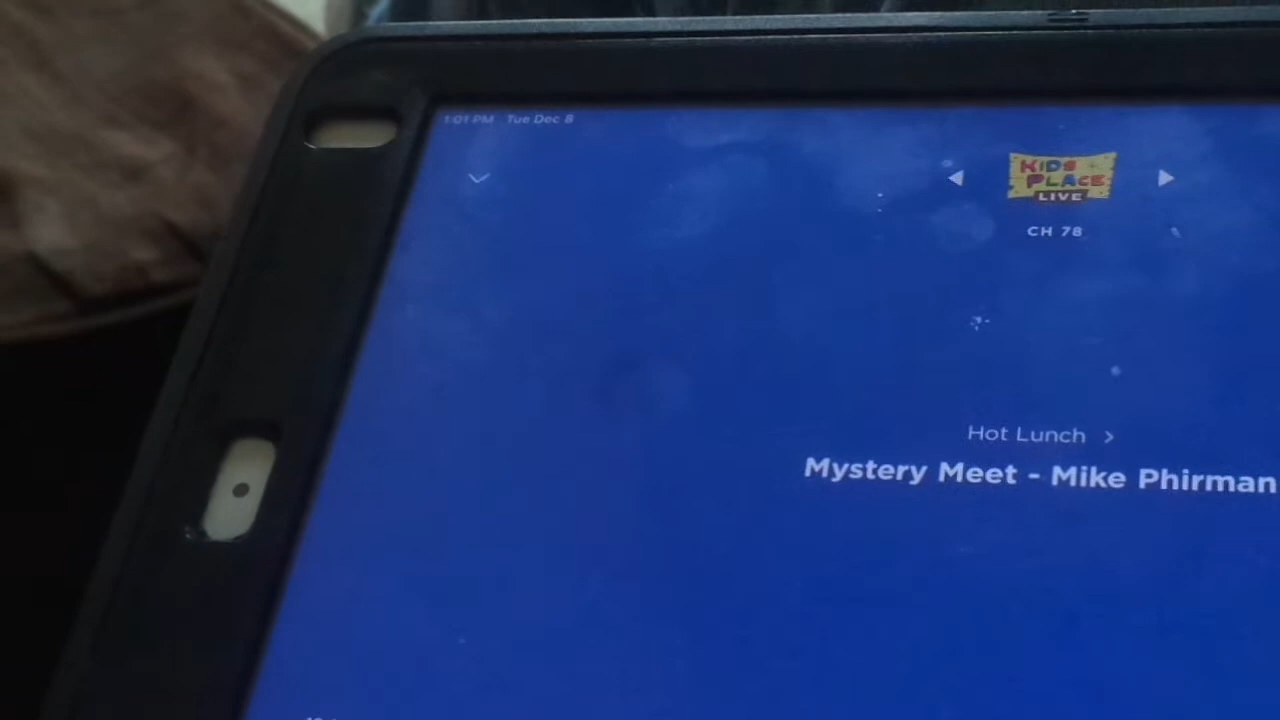 1:01 PM Tue Dec 8
KIDS
PLACE
LIVE
CH 78
Hot Lunch >
Mystery Meet - Mike Phirman